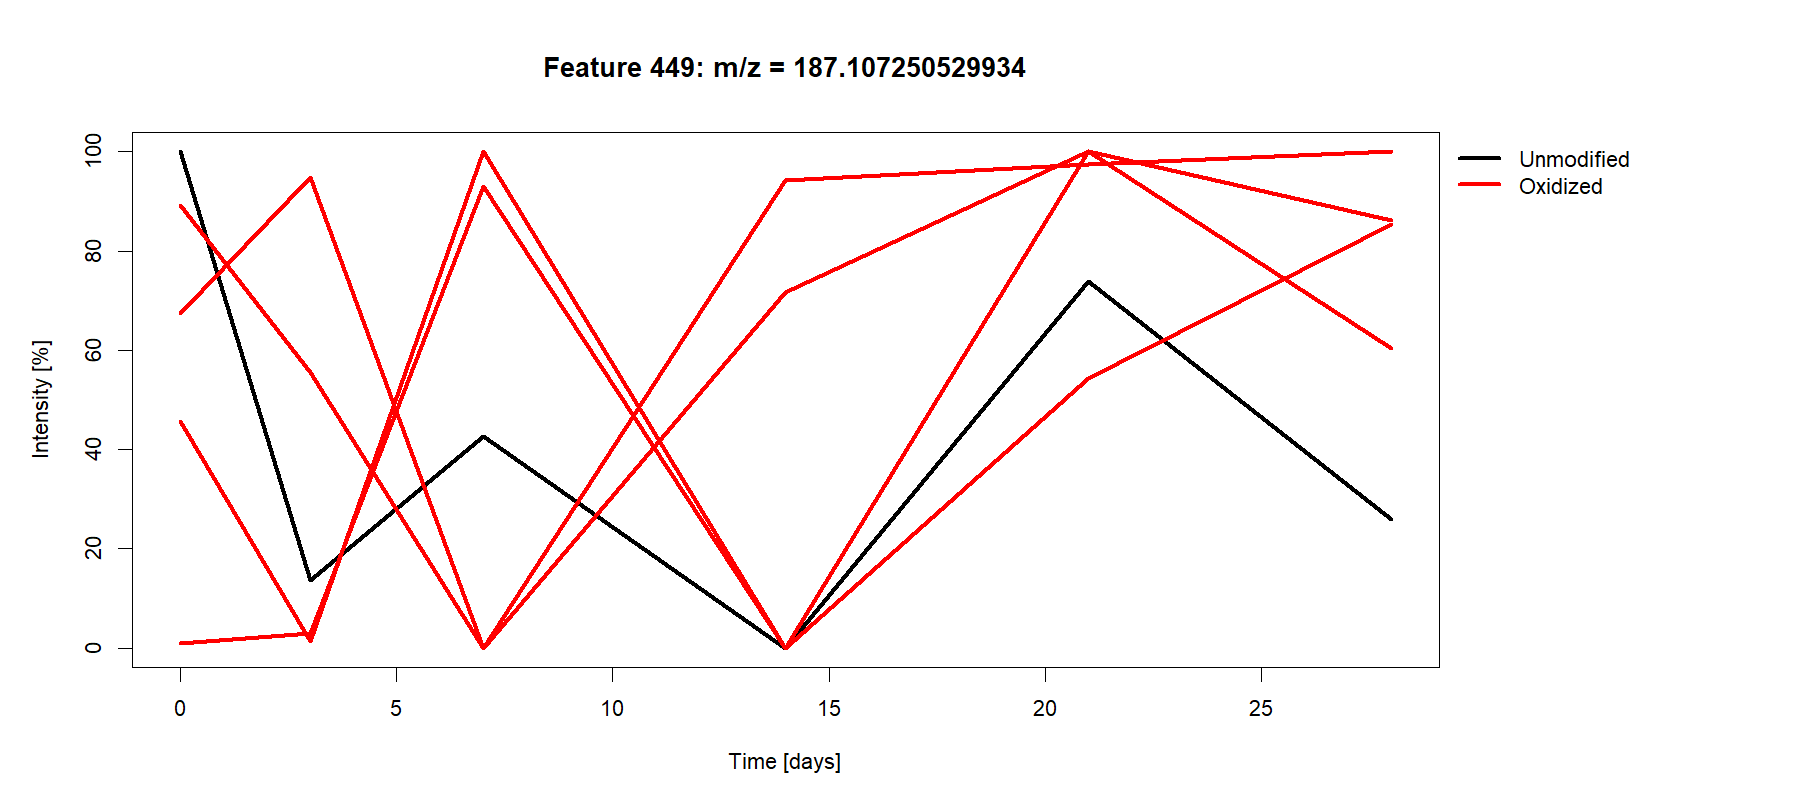 Feature 449: m/z = 187.107250529934
Unmodified
Oxidized
Intensity [%]
100
80
60
40
20
0
0 5 10 15 20 25
Time [days]